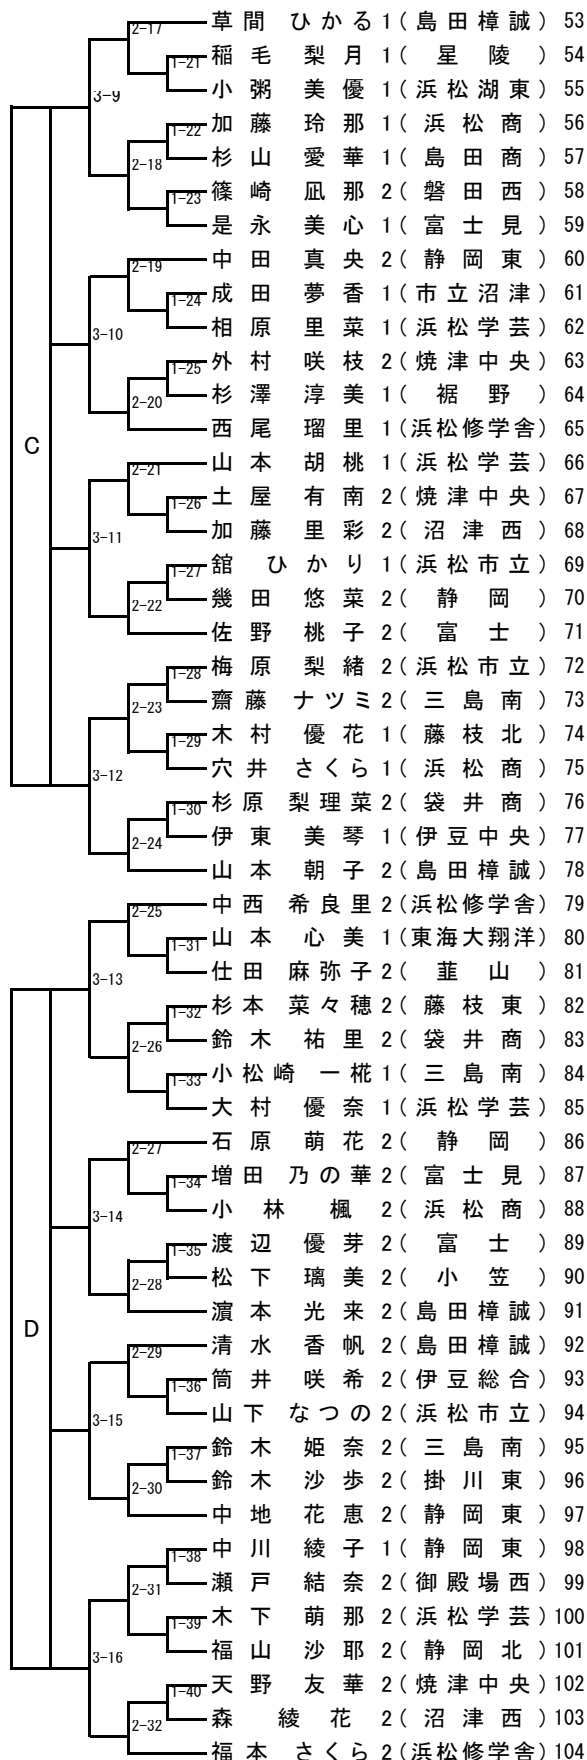 2-17 草間 ひかる 1 (島田樟誠) 53
1-21 稲毛 梨月 1 (星陵) 54
3-9 小粥 美優 1 (浜松湖東) 55
1-22 加藤 玲那 1 (浜松商) 56
2-18 杉山 愛華 1 (島田商) 57
1-23 篠崎 凪那 2 (磐田西) 58
是永 美心 1 (富士見) 59
2-19 中田 真央 2 (静岡東) 60
1-24 成田 夢香 1 (市立沼津) 61
3-10 相原 里菜 1 (浜松学芸) 62
1-25 外村 咲枝 2 (焼津中央) 63
2-20 杉澤 淳美 1 (裾野) 64
西尾 瑠里 1 (浜松修学舎) 65
C
2-21 山本 胡桃 1 (浜松学芸) 66
1-26 土屋 有南 2 (焼津中央) 67
3-11 加藤 里彩 2 (沼津西) 68
1-27 舘 ひかり 1 (浜松市立) 69
2-22 幾田 悠菜 2 (静岡) 70
佐野 桃子 2 (富士) 71
1-28 梅原 梨緒 2 (浜松市立) 72
2-23 齋藤 ナツミ 2 (三島南) 73
1-29 木村 優花 1 (藤枝北) 74
3-12 穴井 さくら 1 (浜松商) 75
1-30 杉原 梨理菜 2 (袋井商) 76
2-24 伊東 美琴 1 (伊豆中央) 77
山本 朝子 2 (島田樟誠) 78
2-25 中西 希良里 2 (浜松修学舎) 79
1-31 山本 心美 1 (東海大翔洋) 80
3-13 仕田 麻弥子 2 (韮山) 81
1-32 杉本 菜々穂 2 (藤枝東) 82
2-26 鈴木 祐里 2 (袋井商) 83
1-33 小松崎 一椛 1 (三島南) 84
大村 優奈 1 (浜松学芸) 85
2-27 石原 萌花 2 (静岡) 86
1-34 増田 乃の華 2 (富士見) 87
3-14 小林 楓 2 (浜松商) 88
1-35 渡辺 優芽 2 (富士) 89
2-28 松下 璃美 2 (小笠) 90
濵本 光来 2 (島田樟誠) 91
D
2-29 清水 香帆 2 (島田樟誠) 92
1-36 筒井 咲希 2 (伊豆総合) 93
3-15 山下 なつの 2 (浜松市立) 94
1-37 鈴木 姫奈 2 (三島南) 95
2-30 鈴木 沙歩 2 (掛川東) 96
中地 花恵 2 (静岡東) 97
1-38 中川 綾子 1 (静岡東) 98
2-31 瀬戸 結奈 2 (御殿場西) 99
1-39 木下 萌那 2 (浜松学芸) 100
3-16 福山 沙耶 2 (静岡北) 101
1-40 天野 友華 2 (焼津中央) 102
2-32 森 綾花 2 (沼津西) 103
福本 さくら 2 (浜松修学舎) 104